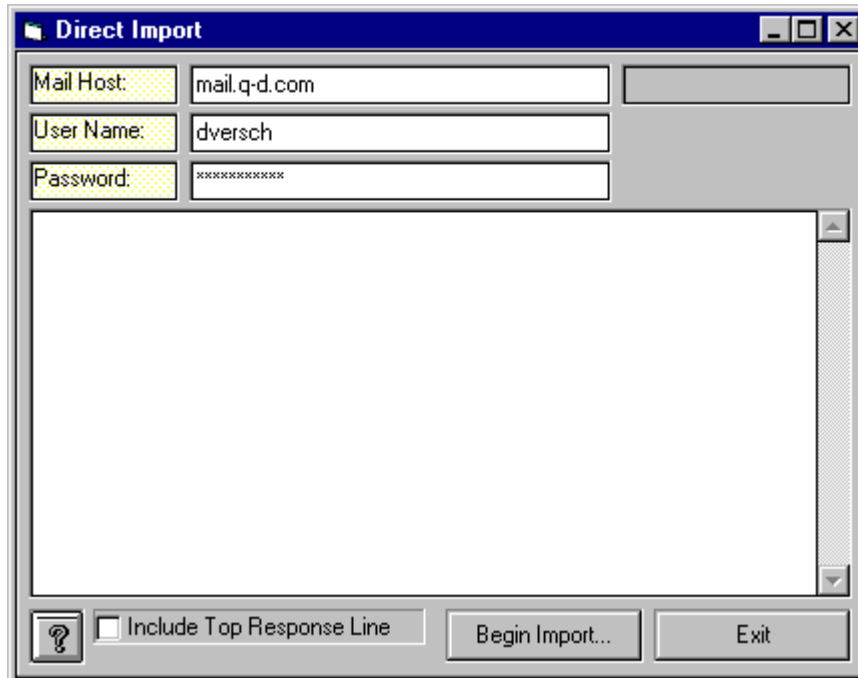 Direct Import
Mail Host: mail.q-d.com
User Name: dversch
Password: ***********
? Include Top Response Line Begin Import... Exit